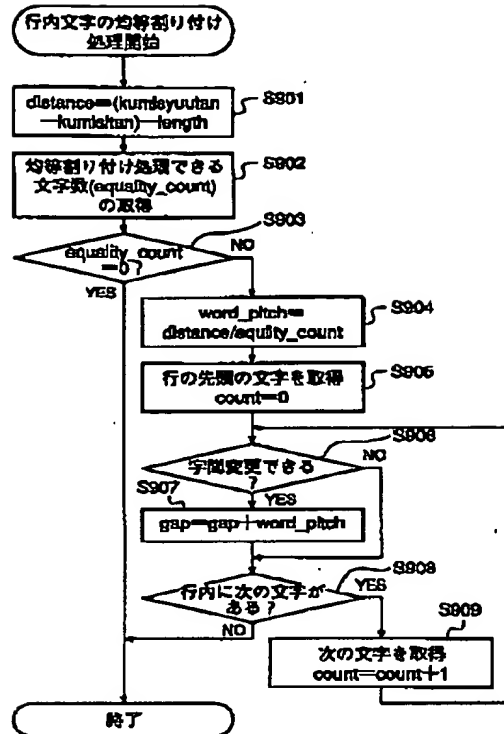 行内文字の均等割り付け
処理開始
distance=(kumisyuutan
-kumisitan)-length
S901
均等割り付け処理できる
文字数(equality_count)
の取得
S902
equality_count
=0?
S903
NO
YES
word_pitch=
distance/equlity_count
S904
行の先頭の文字を取得
count=0
S905
字間変更できる
?
S906
NO
YES
S907
gap=gap+word_pitch
行内に次の文字が
ある?
S908
YES
NO
S909
次の文字を取得
count=count+1
終了